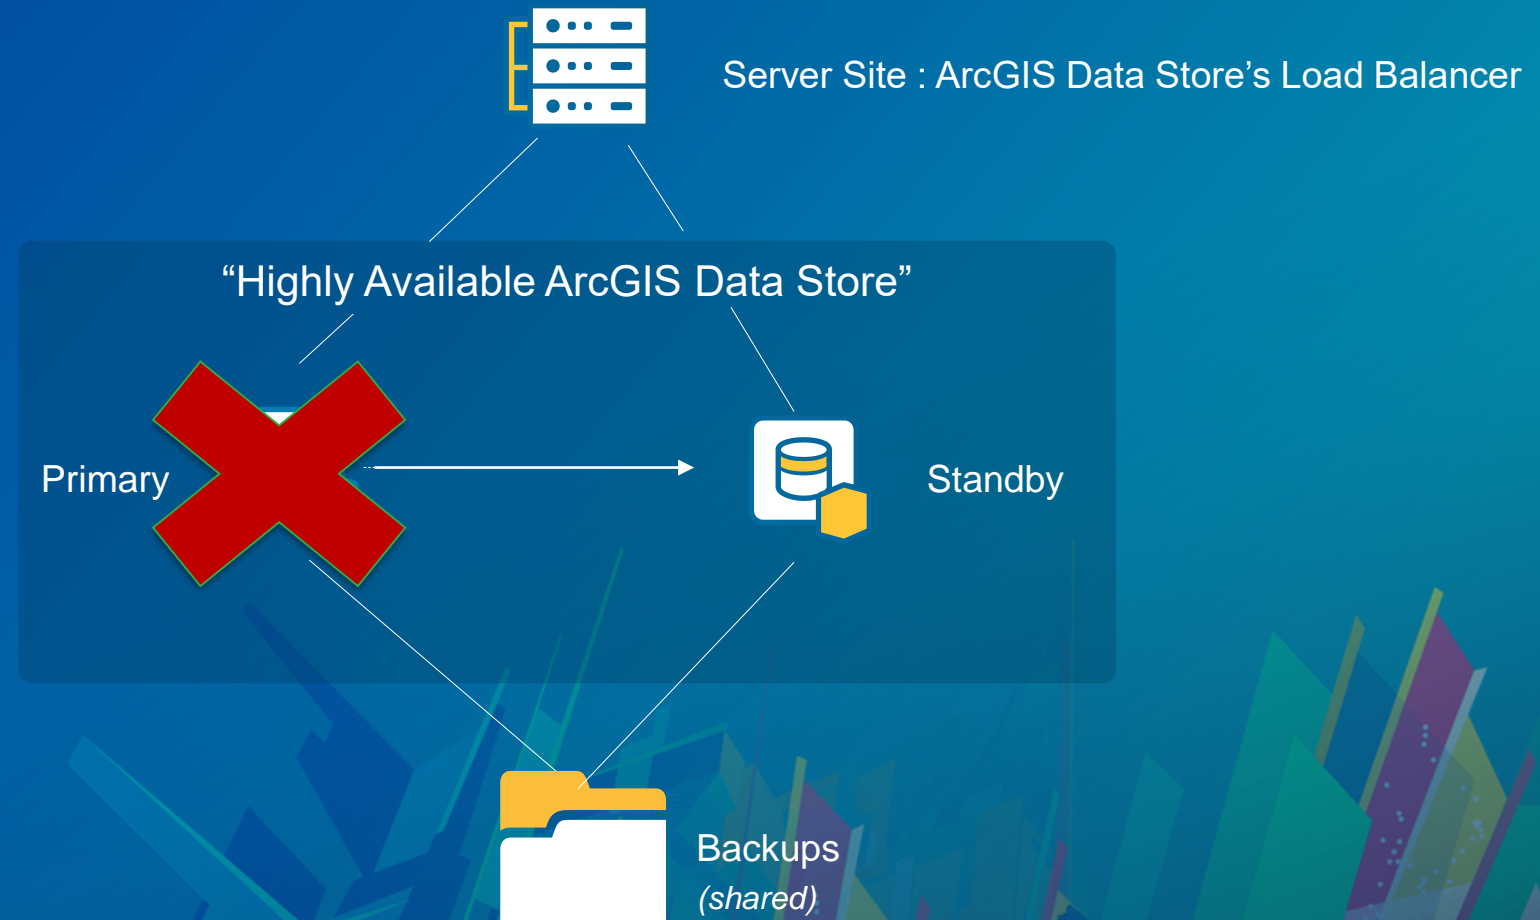 Server Site : ArcGIS Data Store’s Load Balancer
“Highly Available ArcGIS Data Store”
Primary
Standby
Backups
(shared)